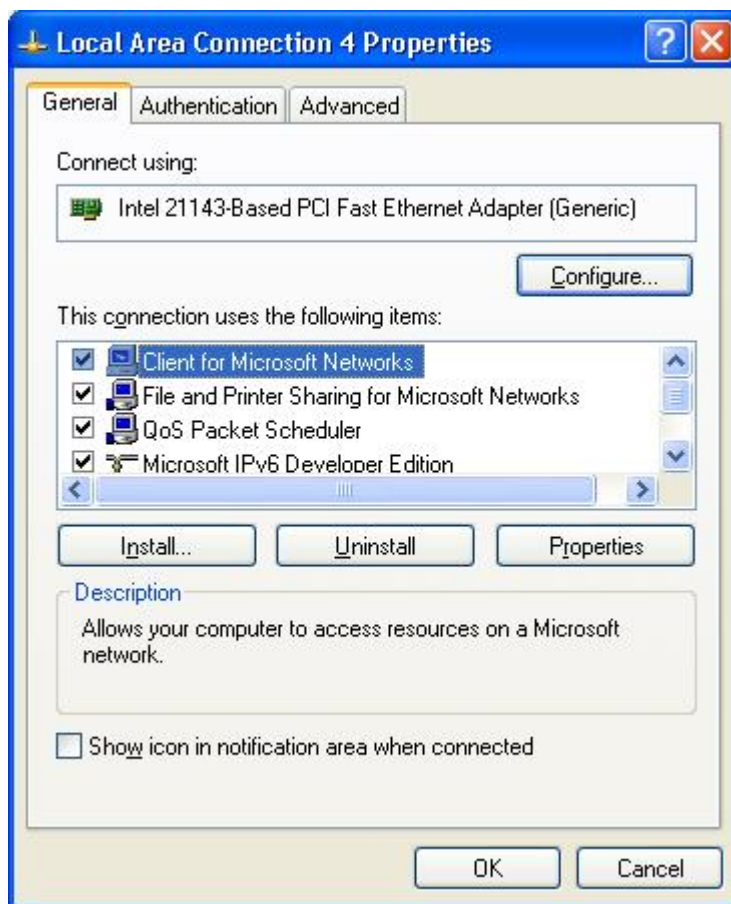 Local Area Connection 4 Properties
General Authentication Advanced
Connect using:
Intel 21143-Based PCI Fast Ethernet Adapter (Generic)
Configure...
This connection uses the following items:
Client for Microsoft Networks
File and Printer Sharing for Microsoft Networks
QoS Packet Scheduler
Microsoft IPv6 Developer Edition
Install... Uninstall Properties
Description
Allows your computer to access resources on a Microsoft
network.
Show icon in notification area when connected
OK Cancel